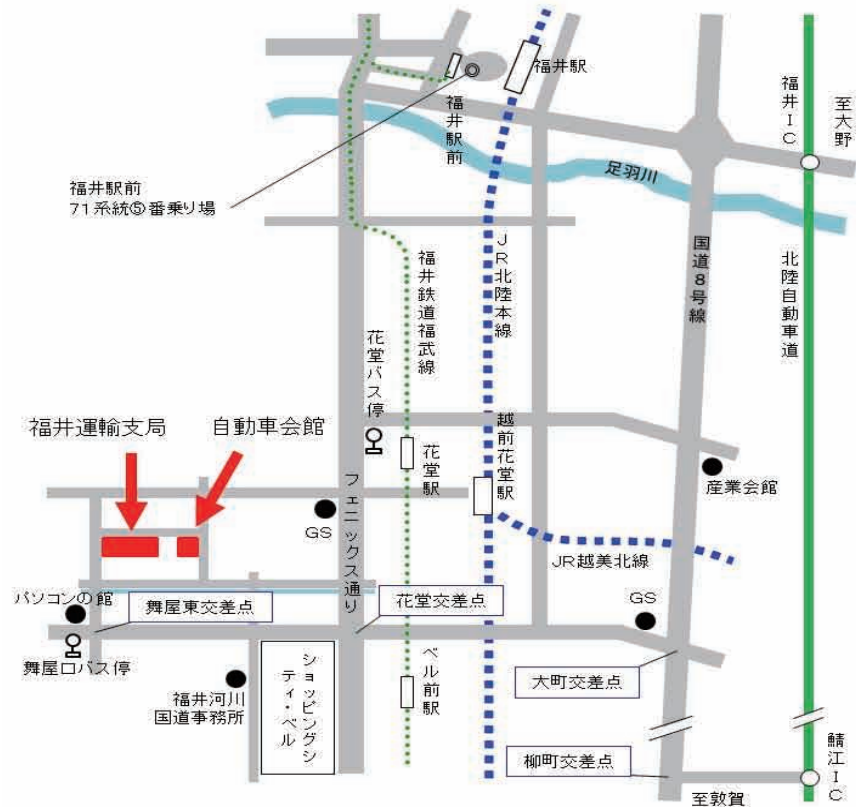 福井駅
福井駅前
福井IC
至大野
足羽川
福井駅前
71系統⑤番乗り場
JR北陸本線
国道8号線
北陸自動車道
福井鉄道福武線
花堂バス停
福井運輸支局
自動車会館
花堂駅
越前花堂駅
産業会館
フェニックス通り
GS
JR越美北線
パソコンの館
舞屋東交差点
花堂交差点
GS
舞屋口バス停
福井河川
国道事務所
ショッピングシ
ティ・ベル
ベル前駅
大町交差点
柳町交差点
鯖江IC
至敦賀